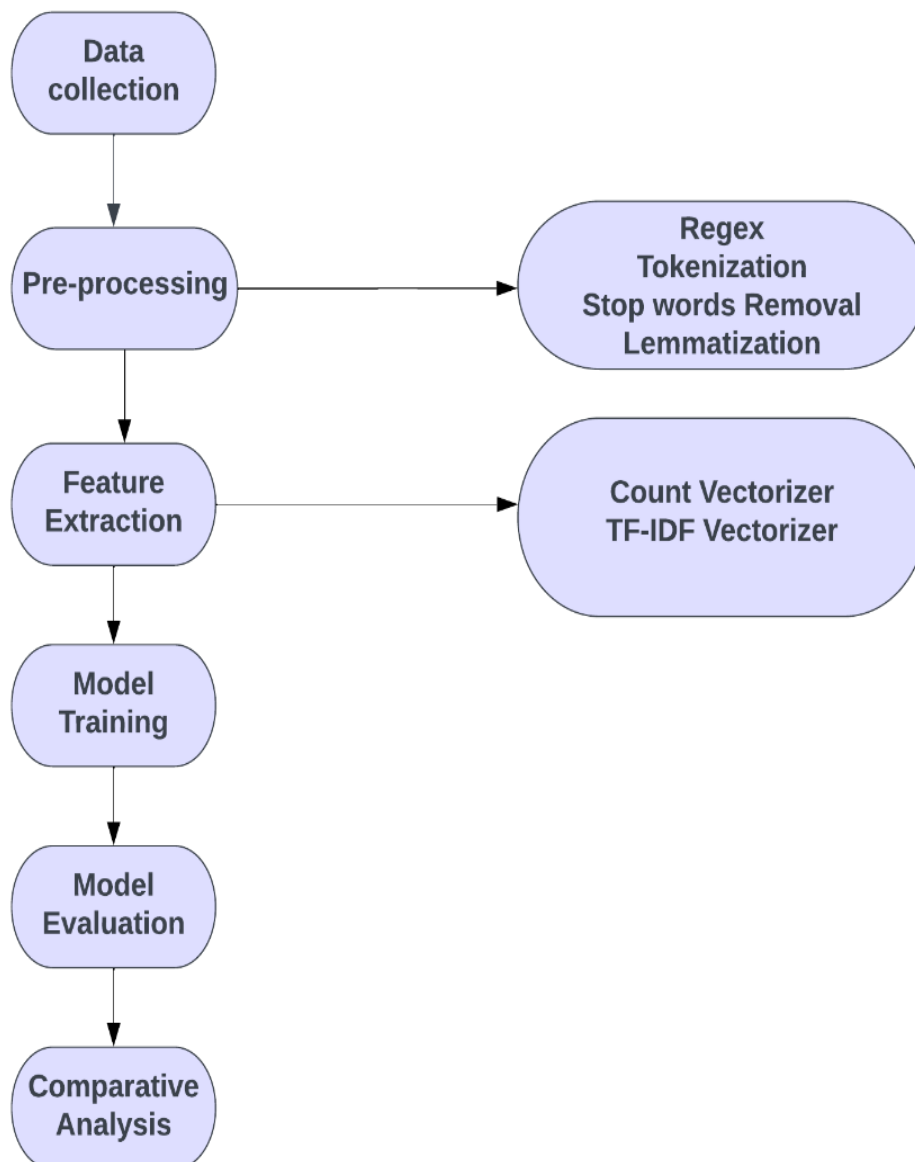 Data
collection
Pre-processing
Regex
Tokenization
Stop words Removal
Lemmatization
Feature
Extraction
Count Vectorizer
TF-IDF Vectorizer
Model
Training
Model
Evaluation
Comparative
Analysis